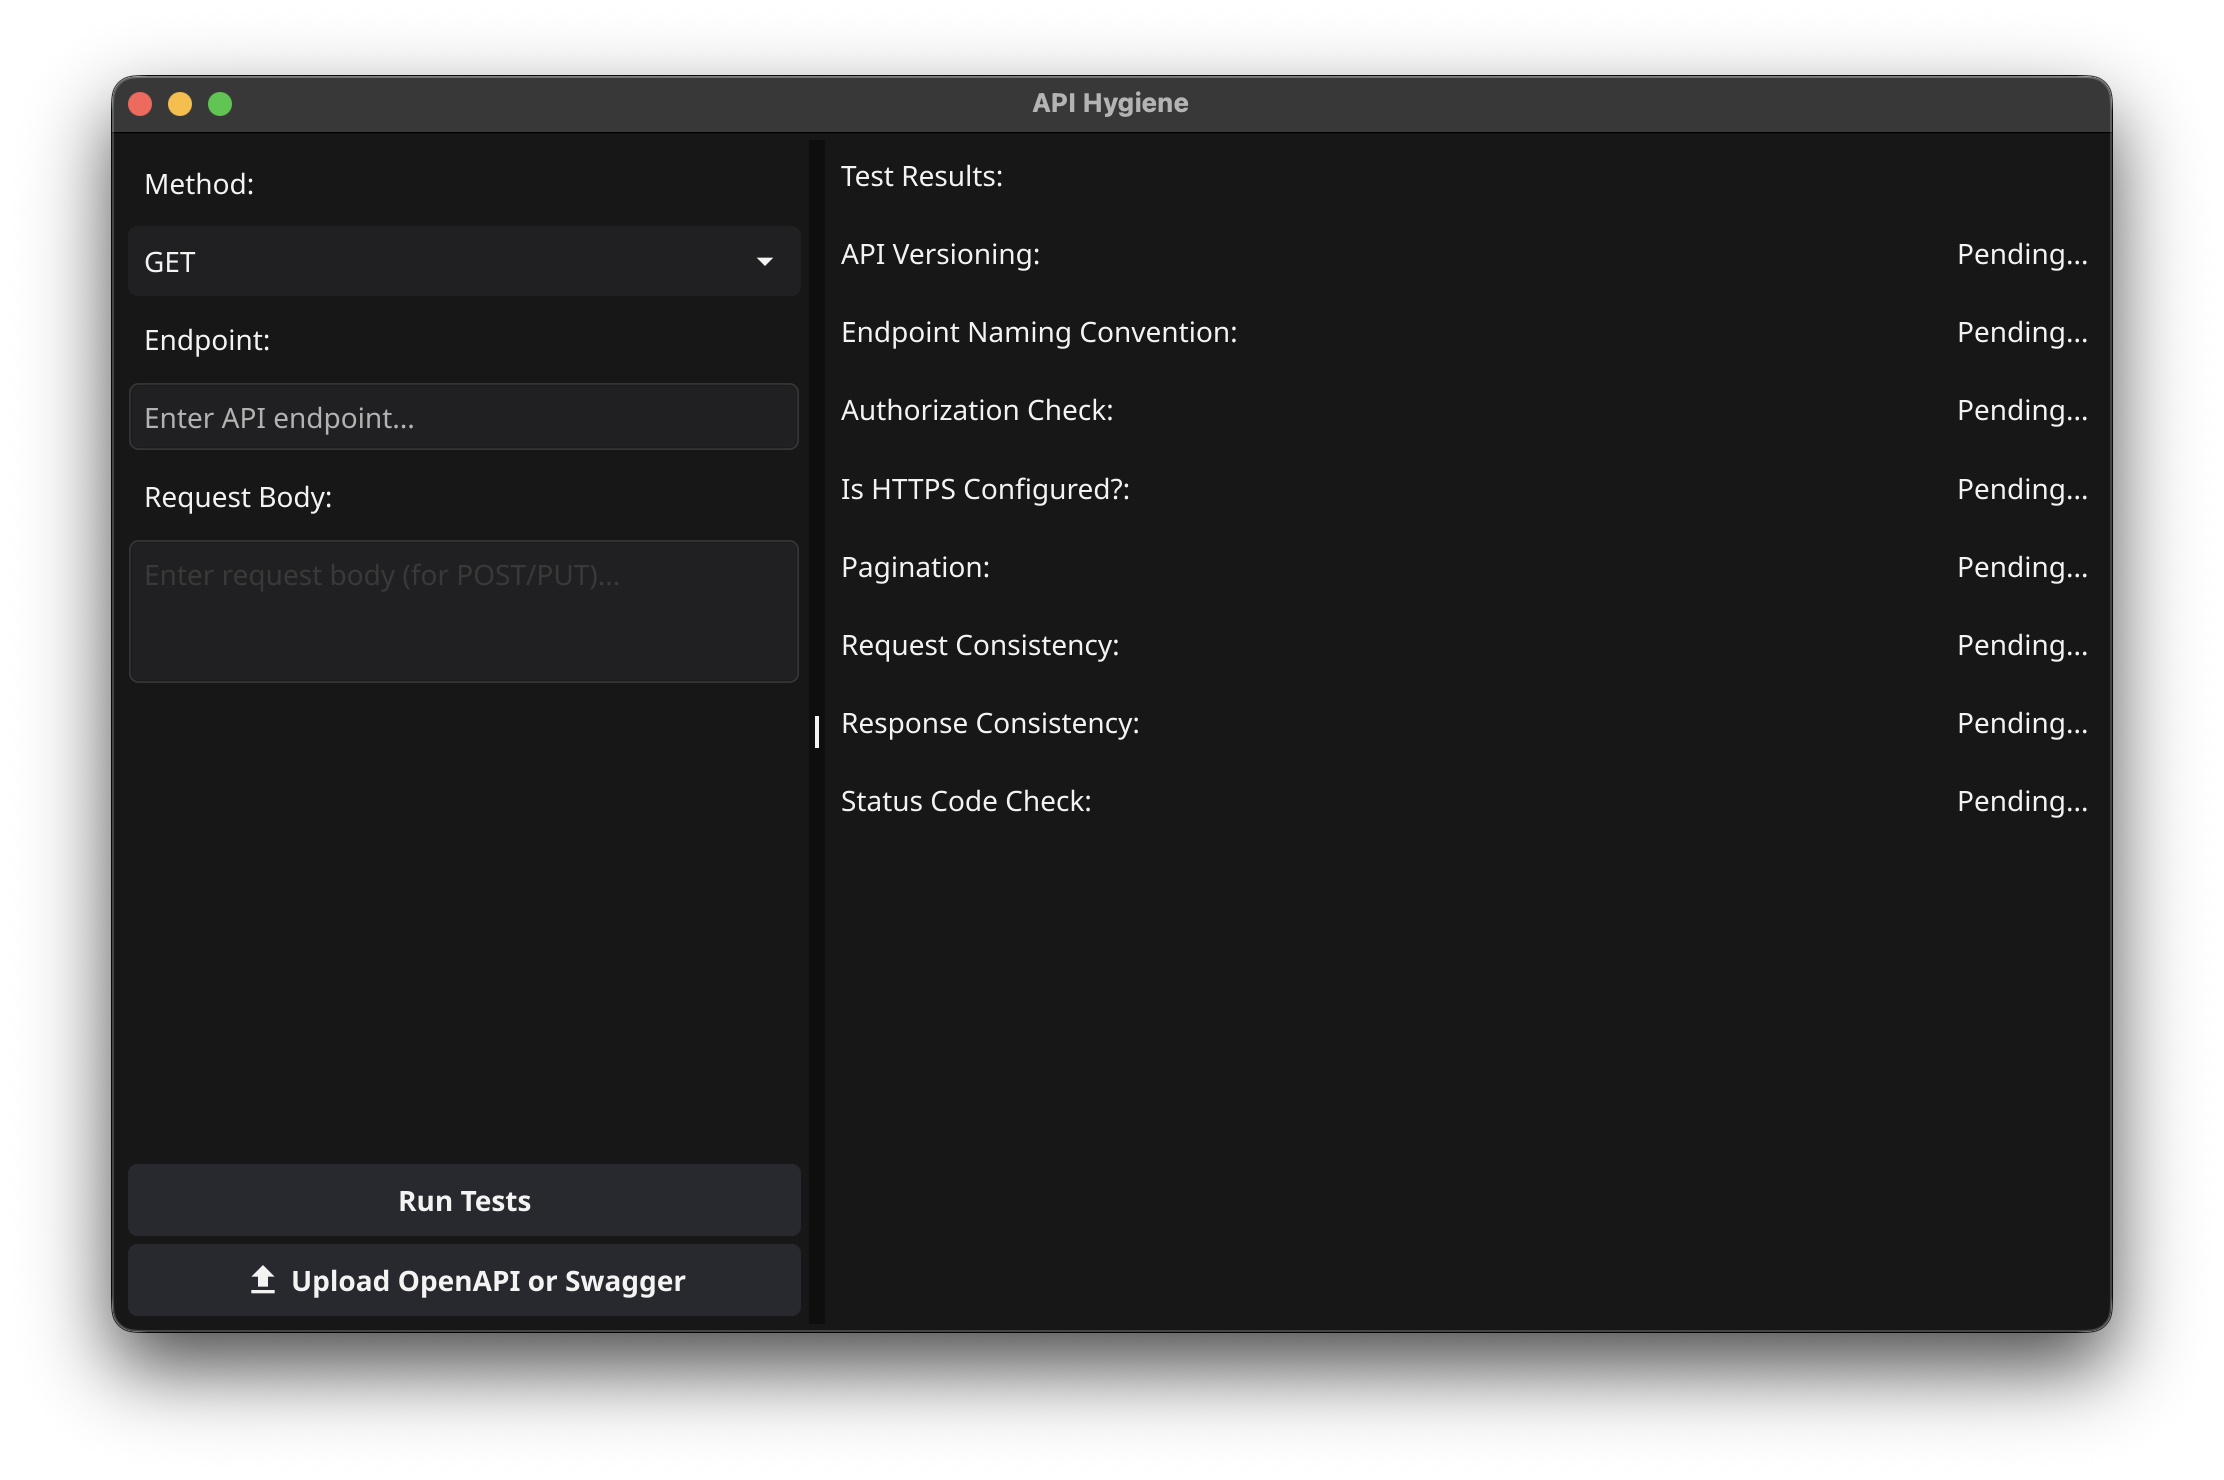 API Hygiene
Method:
GET
Endpoint:
Enter API endpoint...
Request Body:
Enter request body (for POST/PUT)...
Run Tests
Upload OpenAPI or Swagger
Test Results:
API Versioning: Pending...
Endpoint Naming Convention: Pending...
Authorization Check: Pending...
Is HTTPS Configured?: Pending...
Pagination: Pending...
Request Consistency: Pending...
Response Consistency: Pending...
Status Code Check: Pending...